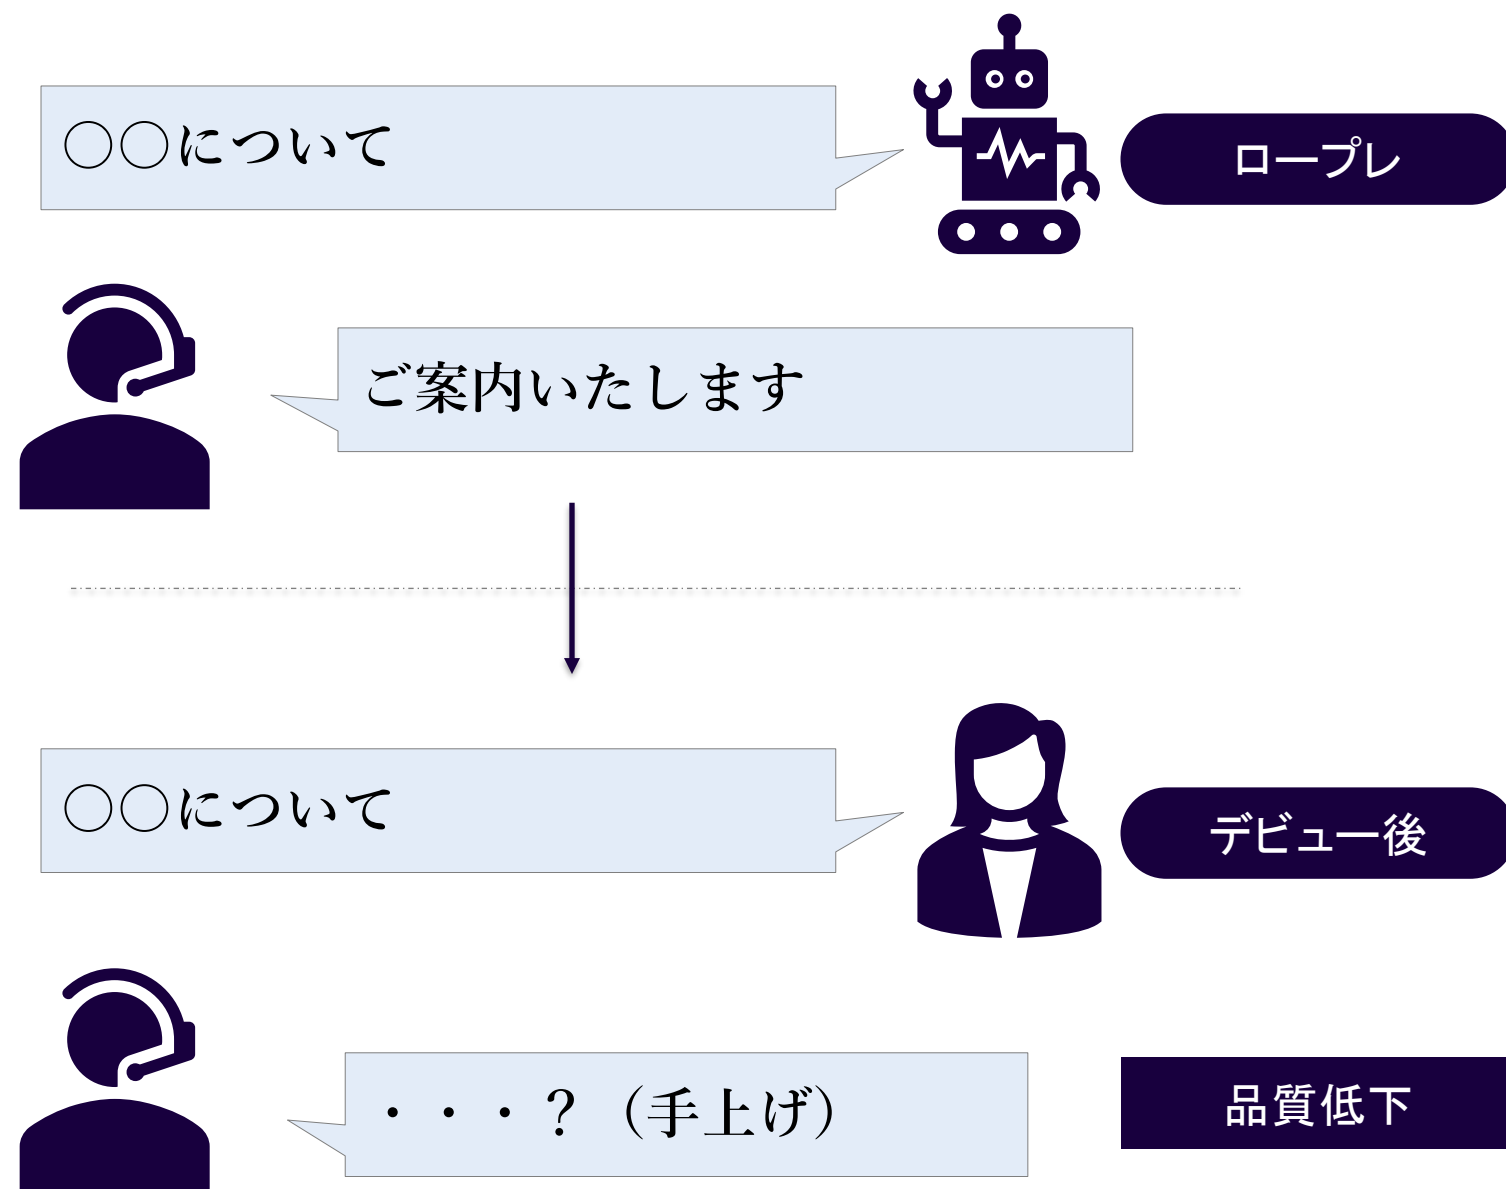 ○○について
ロープレ
ご案内いたします
○○について
デビュー後
・・・？（手上げ）
品質低下